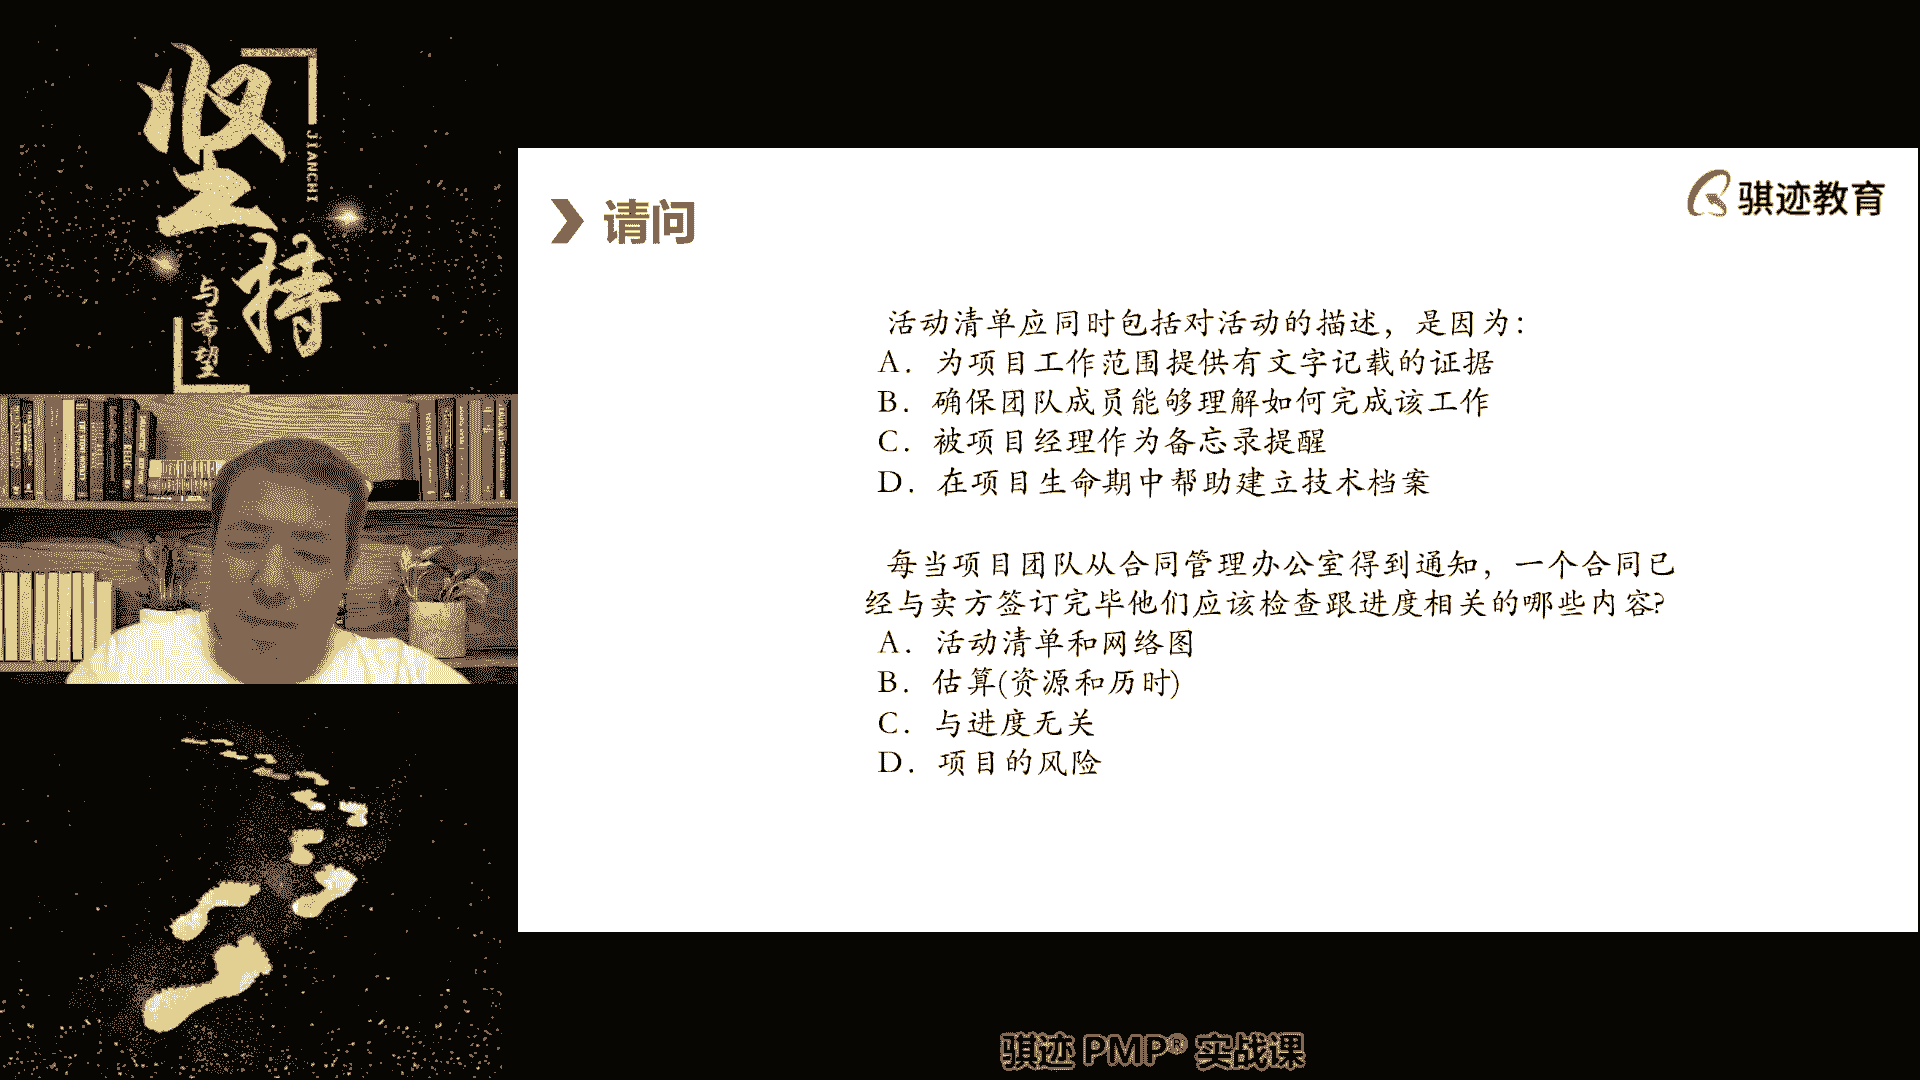 坚持
JIANCHI
与希望
请问
骐迹教育
活动清单应同时包括对活动的描述，是因为：
A．为项目工作范围提供有文字记载的证据
B．确保团队成员能够理解如何完成该工作
C．被项目经理作为备忘录提醒
D．在项目生命期中帮助建立技术档案
每当项目团队从合同管理办公室得到通知，一个合同已
经与卖方签订完毕他们应该检查跟进度相关的哪些内容?
A．活动清单和网络图
B．估算(资源和历时)
C．与进度无关
D．项目的风险
骐迹 PMP® 实战课